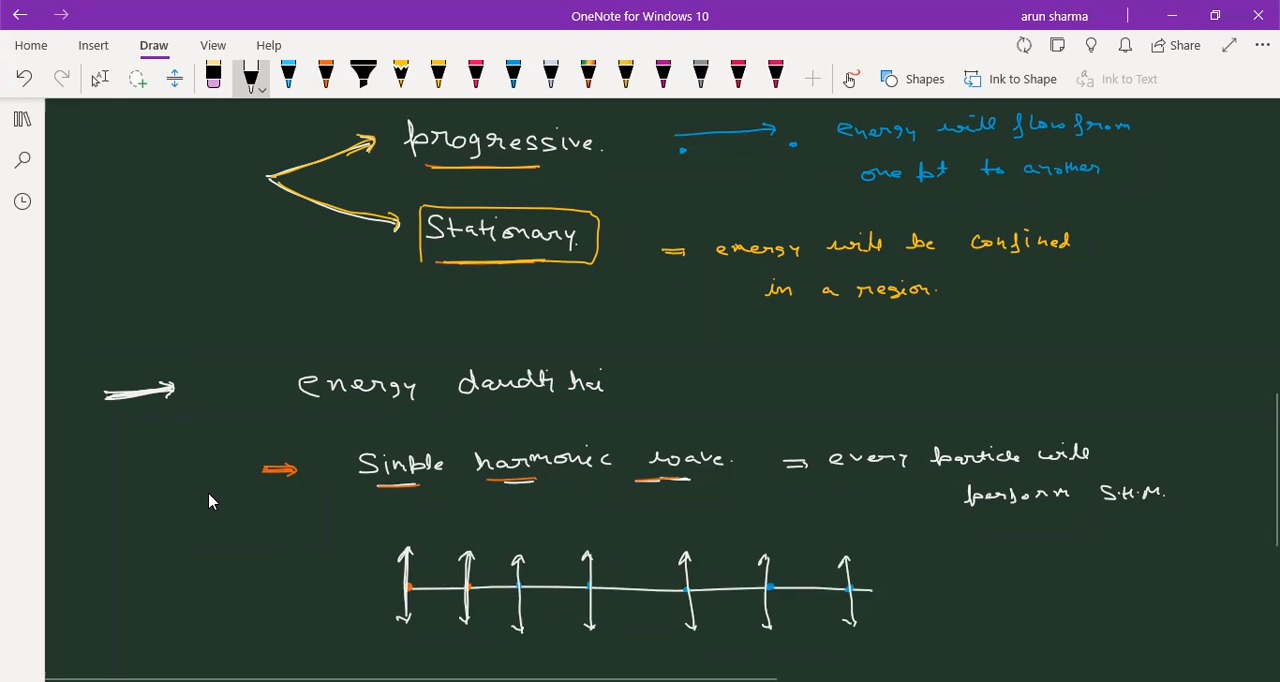 OneNote for Windows 10
arun sharma
Home Insert Draw View Help
Share
Shapes
Ink to Shape
Ink to Text
progressive.
energy will flow from
one pt to another
Stationary.
= energy will be confined
in a region.
energy daudti hai
Simple harmonic wave. = every particle will
perform S.H.M.